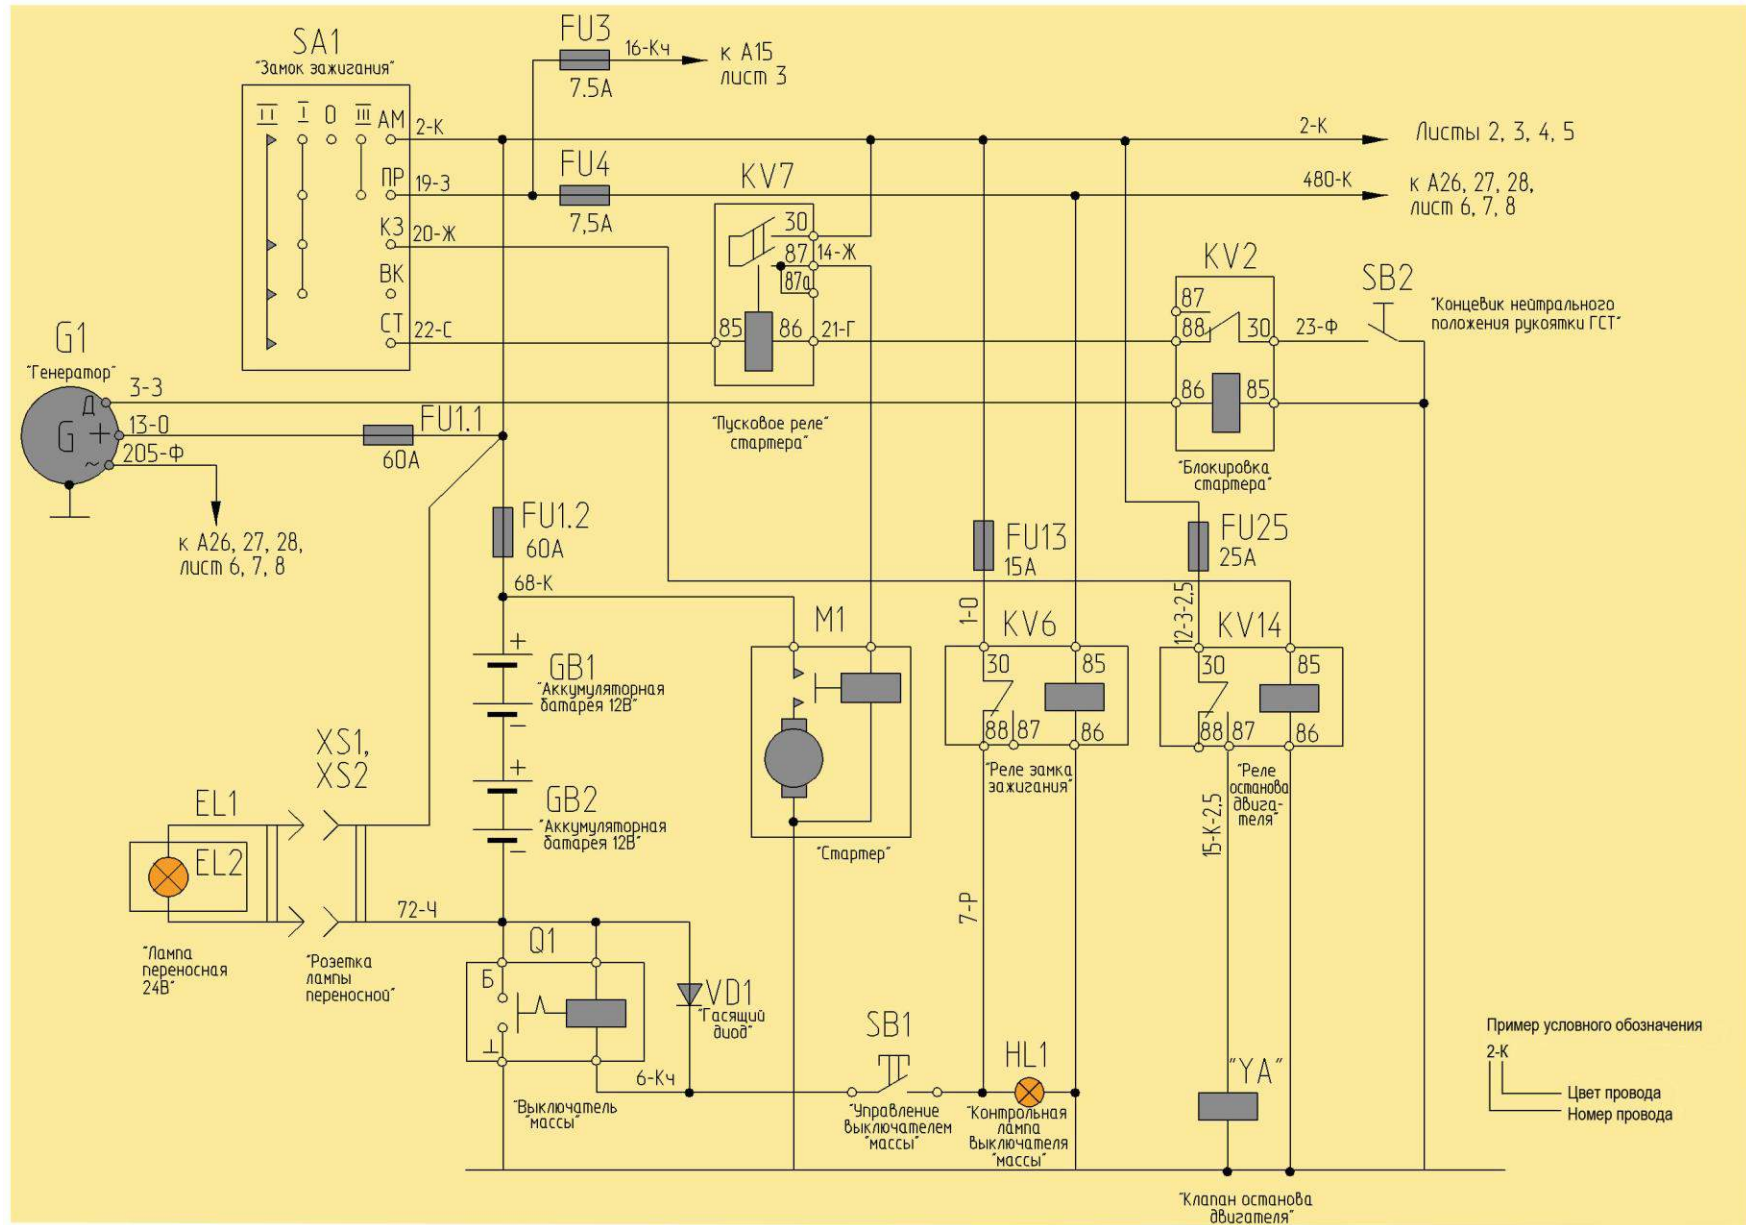 SA1
"Замок зажигания"
II I 0 III АМ
ПР
КЗ
ВК
СТ
2-К
19-З
20-Ж
22-С
FU3
16-Кч
7.5А
к А15
лист 3
FU4
7,5А
KV7
30
87
87а
85
86
14-Ж
21-Г
"Пусковое реле"
стартера"
2-К
Листы 2, 3, 4, 5
480-К
к А26, 27, 28,
лист 6, 7, 8
KV2
87
88
30
86
85
23-Ф
"Блокировка
стартера"
SB2
"Концевик нейтрального
положения рукоятки ГСТ"
G1
"Генератор"
Д
G +
~
3-З
13-О
205-Ф
к А26, 27, 28,
лист 6, 7, 8
FU1.1
60А
FU1.2
60А
68-К
+
GB1
"Аккумуляторная
батарея 12В"
−
+
GB2
"Аккумуляторная
батарея 12В"
−
M1
"Стартер"
FU13
15А
1-О
KV6
30
85
88
87
86
"Реле замка
зажигания"
7-Р
FU25
25А
12-З-2,5
KV14
30
85
88
87
86
"Реле
останова
двига-
теля"
15-К-2,5
XS1,
XS2
EL1
EL2
"Лампа
переносная
24В"
"Розетка
лампы
переносной"
72-Ч
Q1
Б
⊥
"Выключатель
"массы"
VD1
"Гасящий
диод"
6-Кч
SB1
"Управление
выключателем
"массы"
HL1
"Контрольная
лампа
выключателя
"массы"
"YA"
"Клапан останова
двигателя"
Пример условного обозначения
2-К
Цвет провода
Номер провода